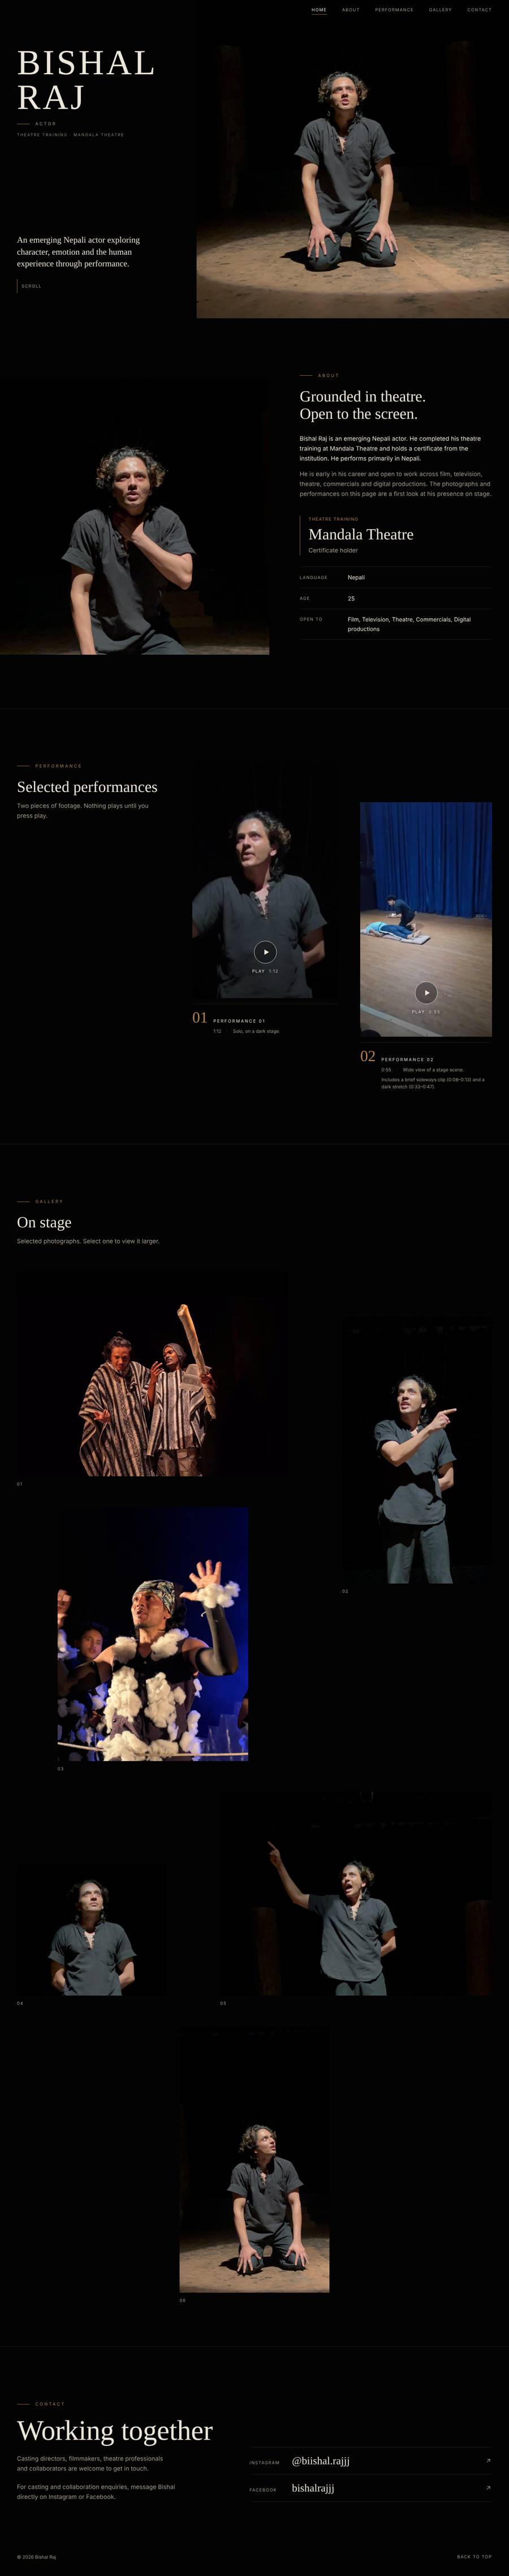 HOME ABOUT PERFORMANCE GALLERY CONTACT
BISHAL
RAJ
ACTOR
THEATRE TRAINING · MANDALA THEATRE
An emerging Nepali actor exploring
character, emotion and the human
experience through performance.
SCROLL
ABOUT
Grounded in theatre.
Open to the screen.
Bishal Raj is an emerging Nepali actor. He completed his theatre
training at Mandala Theatre and holds a certificate from the
institution. He performs primarily in Nepali.
He is early in his career and open to work across film, television,
theatre, commercials and digital productions. The photographs and
performances on this page are a first look at his presence on stage.
THEATRE TRAINING
Mandala Theatre
Certificate holder
LANGUAGE Nepali
AGE 25
OPEN TO Film, Television, Theatre, Commercials, Digital
productions
PERFORMANCE
Selected performances
Two pieces of footage. Nothing plays until you
press play.
PLAY 1:12
01 PERFORMANCE 01
1:12 · Solo, on a dark stage.
PLAY 0:55
02 PERFORMANCE 02
0:55 · Wide view of a stage scene.
Includes a brief sideways clip (0:08–0:13) and a
dark stretch (0:33–0:47).
GALLERY
On stage
Selected photographs. Select one to view it larger.
01
02
03
04
05
06
CONTACT
Working together
Casting directors, filmmakers, theatre professionals
and collaborators are welcome to get in touch.
For casting and collaboration enquiries, message Bishal
directly on Instagram or Facebook.
INSTAGRAM @biishal.rajjj ↗
FACEBOOK bishalrajjj ↗
© 2026 Bishal Raj
BACK TO TOP